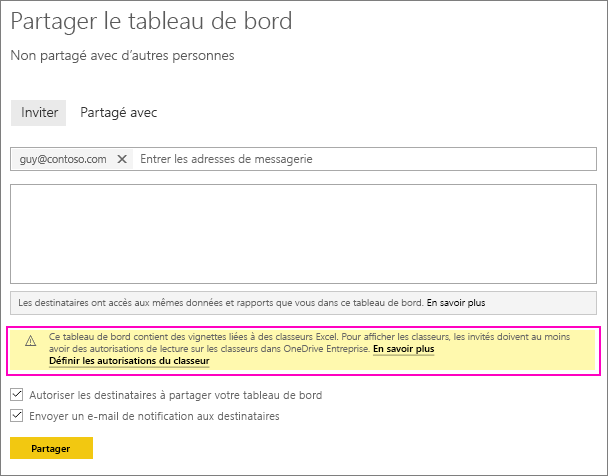 Partager le tableau de bord
Non partagé avec d'autres personnes
Inviter Partagé avec
guy@contoso.com Entrer les adresses de messagerie
Les destinataires ont accès aux mêmes données et rapports que vous dans ce tableau de bord. En savoir plus
Ce tableau de bord contient des vignettes liées à des classeurs Excel. Pour afficher les classeurs, les invités doivent au moins
avoir des autorisations de lecture sur les classeurs dans OneDrive Entreprise. En savoir plus
Définir les autorisations du classeur
Autoriser les destinataires à partager votre tableau de bord
Envoyer un e-mail de notification aux destinataires
Partager